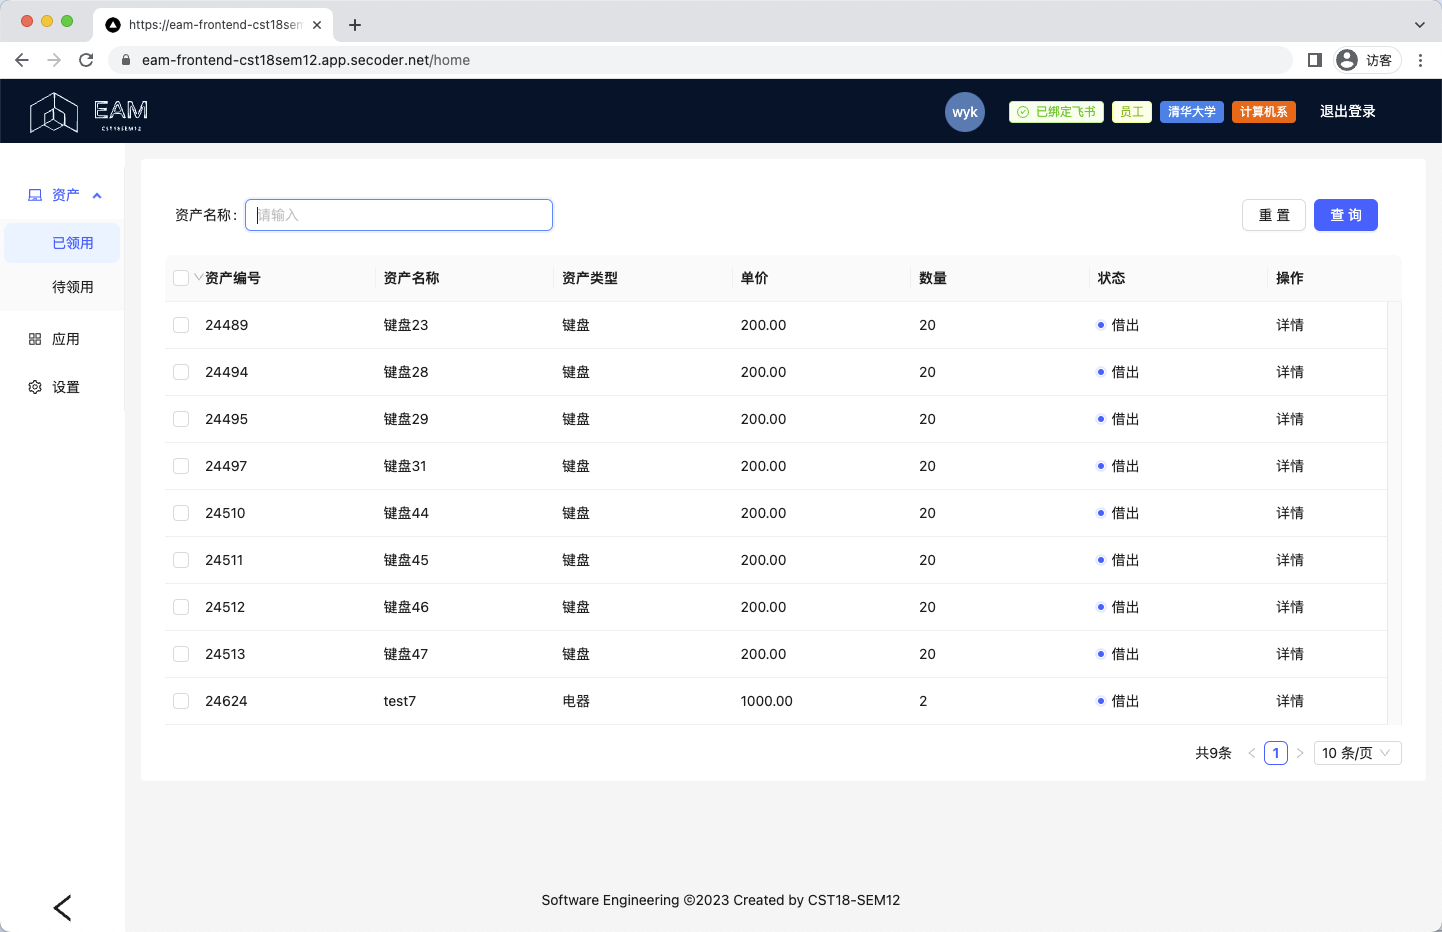 https://eam-frontend-cst18sem
eam-frontend-cst18sem12.app.secoder.net/home
访客
EAM
CST18SEM12
wyk
已绑定飞书
员工
清华大学
计算机系
退出登录
资产
已领用
待领用
应用
设置
资产名称：
请输入
重置
查询
资产编号 资产名称 资产类型 单价 数量 状态 操作
24489 键盘23 键盘 200.00 20 借出 详情
24494 键盘28 键盘 200.00 20 借出 详情
24495 键盘29 键盘 200.00 20 借出 详情
24497 键盘31 键盘 200.00 20 借出 详情
24510 键盘44 键盘 200.00 20 借出 详情
24511 键盘45 键盘 200.00 20 借出 详情
24512 键盘46 键盘 200.00 20 借出 详情
24513 键盘47 键盘 200.00 20 借出 详情
24624 test7 电器 1000.00 2 借出 详情
共9条 < 1 > 10 条/页
Software Engineering ©2023 Created by CST18-SEM12